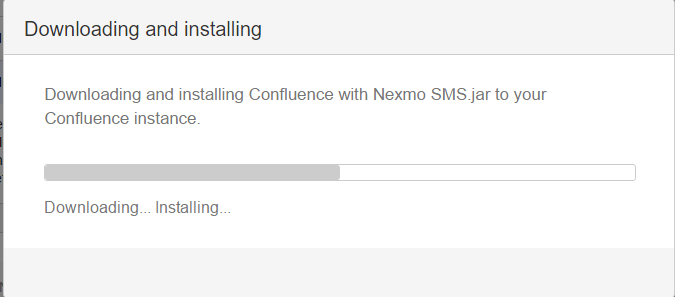 Downloading and installing
Downloading and installing Confluence with Nexmo SMS.jar to your
Confluence instance.
Downloading... Installing...